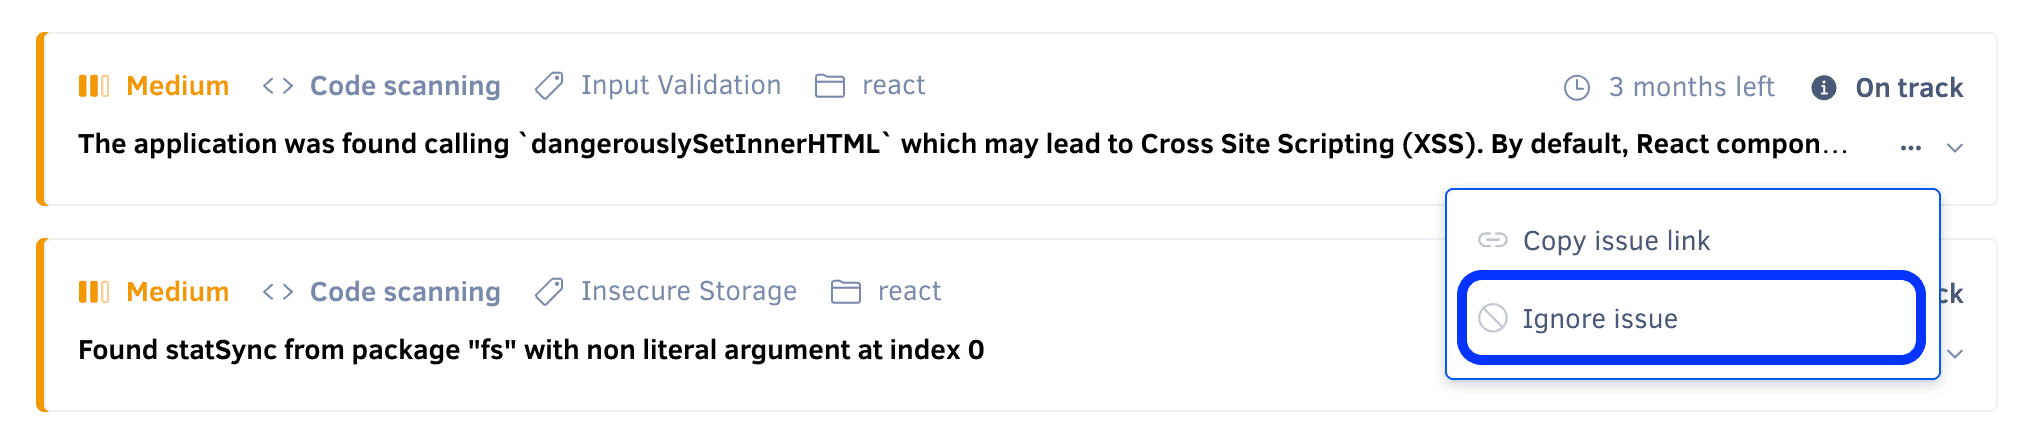 Medium <> Code scanning Input Validation react 3 months left On track
The application was found calling `dangerouslySetInnerHTML` which may lead to Cross Site Scripting (XSS). By default, React compon...
Copy issue link
Ignore issue
Medium <> Code scanning Insecure Storage react ck
Found statSync from package "fs" with non literal argument at index 0